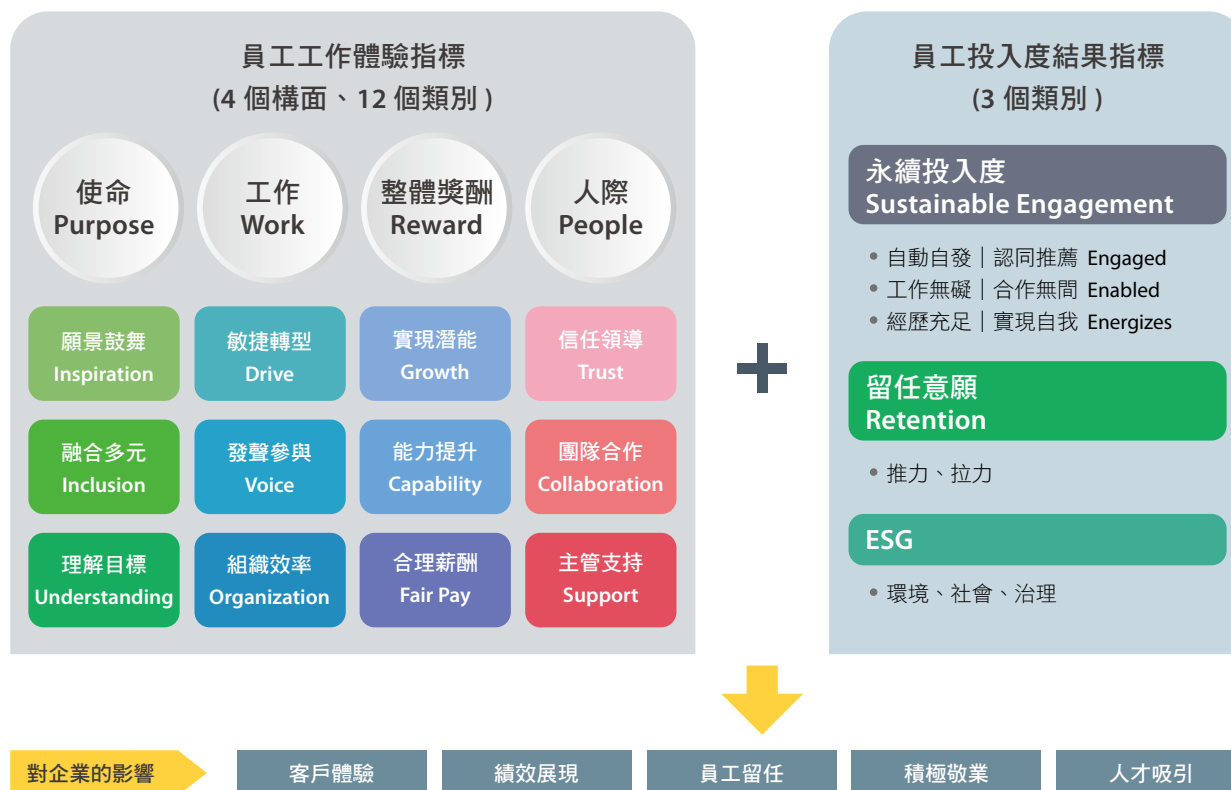 員工工作體驗指標
(4 個構面、12 個類別 )
使命
Purpose
工作
Work
整體獎酬
Reward
人際
People
願景鼓舞
Inspiration
敏捷轉型
Drive
實現潛能
Growth
信任領導
Trust
融合多元
Inclusion
發聲參與
Voice
能力提升
Capability
團隊合作
Collaboration
理解目標
Understanding
組織效率
Organization
合理薪酬
Fair Pay
主管支持
Support
+
員工投入度結果指標
(3 個類別 )
永續投入度
Sustainable Engagement
• 自動自發｜認同推薦 Engaged
• 工作無礙｜合作無間 Enabled
• 經歷充足｜實現自我 Energizes
留任意願
Retention
• 推力、拉力
ESG
• 環境、社會、治理
對企業的影響
客戶體驗
績效展現
員工留任
積極敬業
人才吸引